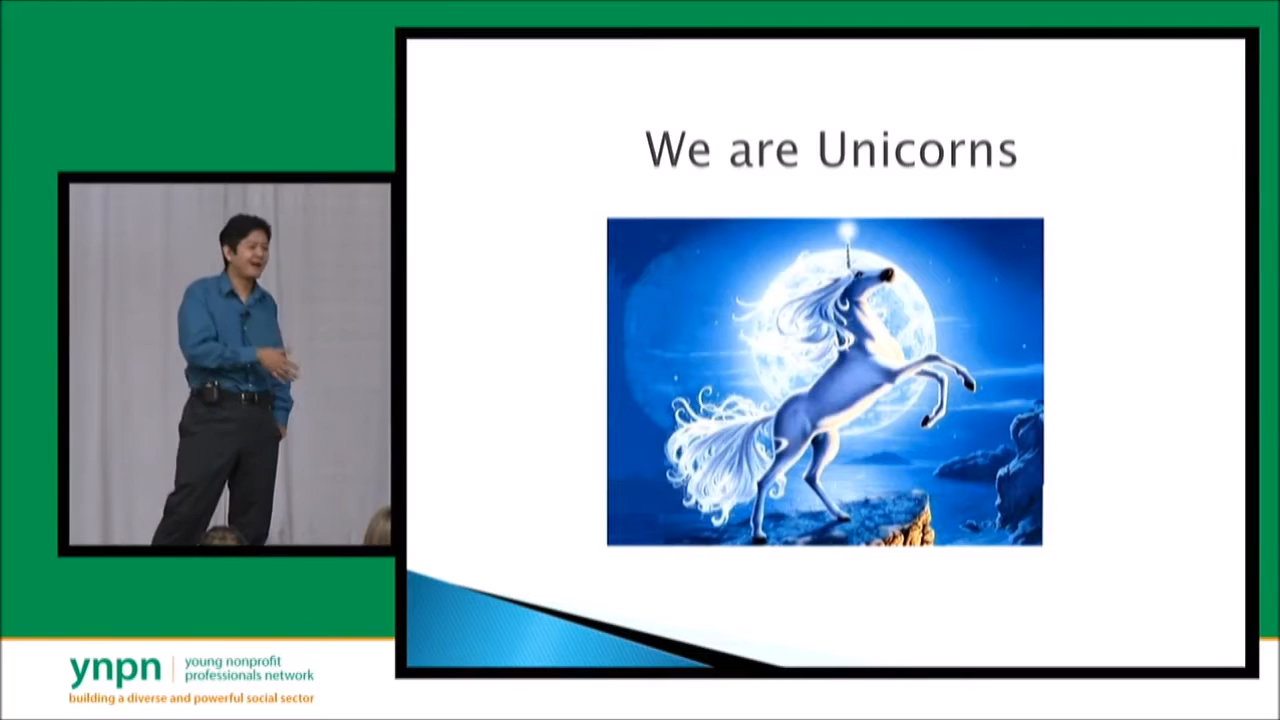 We are Unicorns
ynpn
young nonprofit
professionals network
building a diverse and powerful social sector